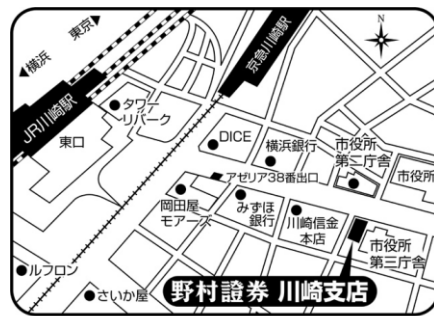 東京▶
◀横浜
N
JR川崎駅
京急川崎駅
タワー
リパーク
東口
DICE
横浜銀行
市役所
第二庁舎
市役所
アゼリア38番出口
岡田屋
モアーズ
みずほ
銀行
川崎信金
本店
市役所
第三庁舎
ルフロン
さいか屋
野村證券 川崎支店